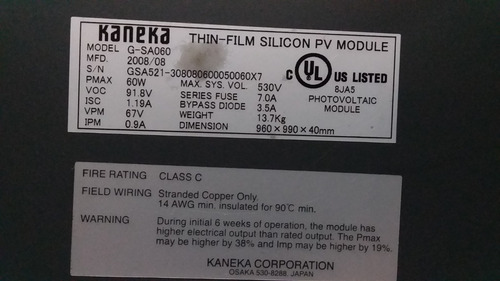 Kaneka THIN-FILM SILICON PV MODULE
MODEL G-SA060
MFD. 2008/08
S/N GSA521-308080600050060X7
PMAX 60W MAX. SYS. VOL. 530V
VOC 91.8V SERIES FUSE 7.0A
ISC 1.19A BYPASS DIODE 3.5A
VPM 67V WEIGHT 13.7Kg
IPM 0.9A DIMENSION 960×990×40mm
C UL US LISTED
8JA5
PHOTOVOLTAIC
MODULE
FIRE RATING CLASS C
FIELD WIRING Stranded Copper Only.
14 AWG min. insulated for 90℃ min.
WARNING During initial 6 weeks of operation, the module has
higher electrical output than rated output. The Pmax
may be higher by 38% and Imp may be higher by 19%.
KANEKA CORPORATION
OSAKA 530-8288, JAPAN